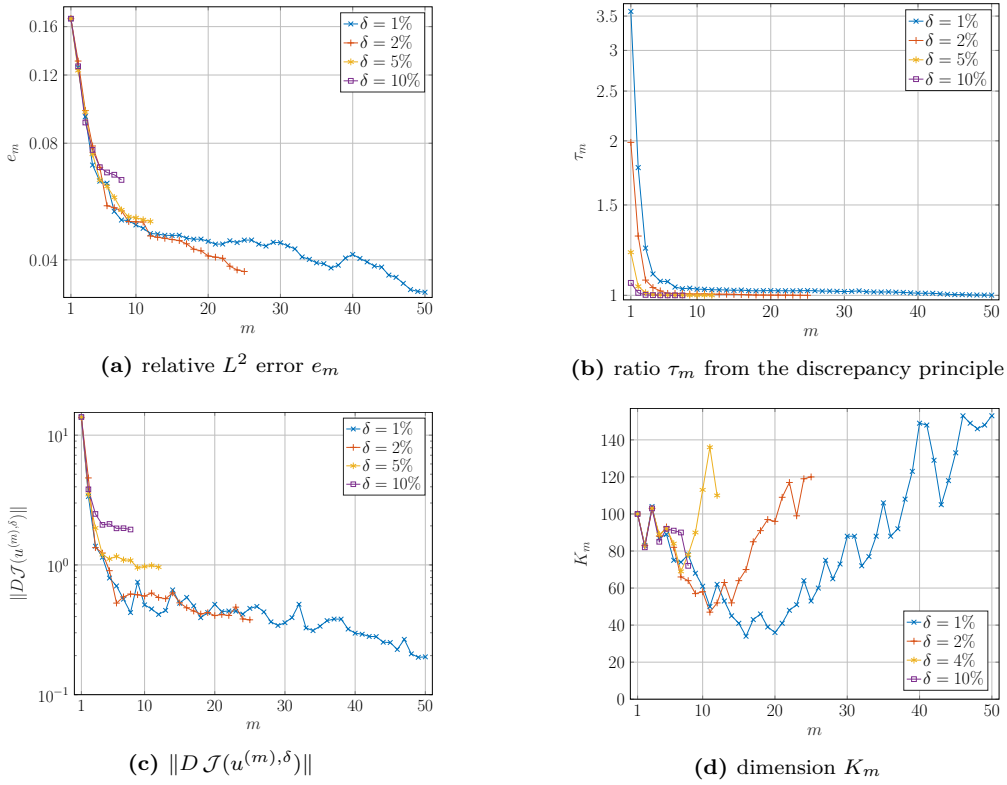 0.16
0.12
0.08
0.04
e_m
1 10 20 30 40 50
m
δ = 1%
δ = 2%
δ = 5%
δ = 10%
(a) relative L² error e_m
3.5
3
2.5
2
1.5
1
τ_m
1 10 20 30 40 50
m
δ = 1%
δ = 2%
δ = 5%
δ = 10%
(b) ratio τ_m from the discrepancy principle
10¹
10⁰
10⁻¹
‖D𝒥(u^{(m),δ})‖
1 10 20 30 40 50
m
δ = 1%
δ = 2%
δ = 5%
δ = 10%
(c) ‖D 𝒥(u^{(m),δ})‖
140
120
100
80
60
40
20
0
K_m
1 10 20 30 40 50
m
δ = 1%
δ = 2%
δ = 4%
δ = 10%
(d) dimension K_m